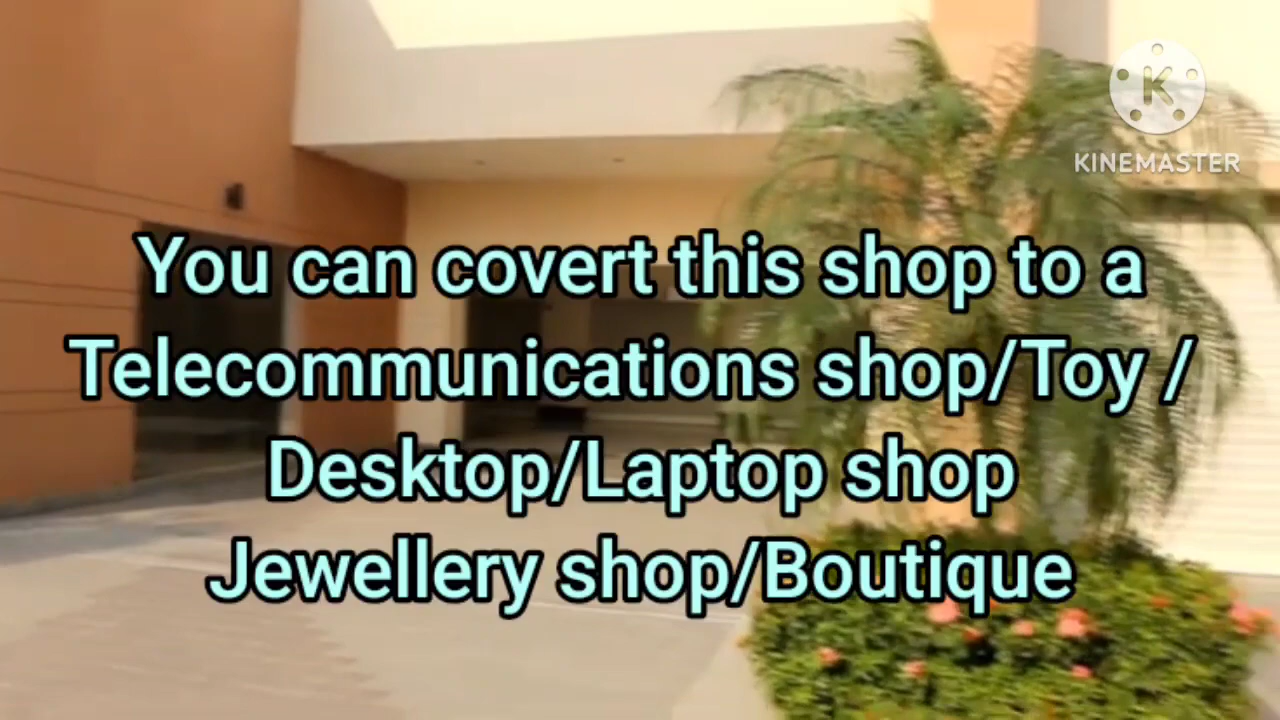 K
KINEMASTER
You can covert this shop to a
Telecommunications shop/Toy /
Desktop/Laptop shop
Jewellery shop/Boutique